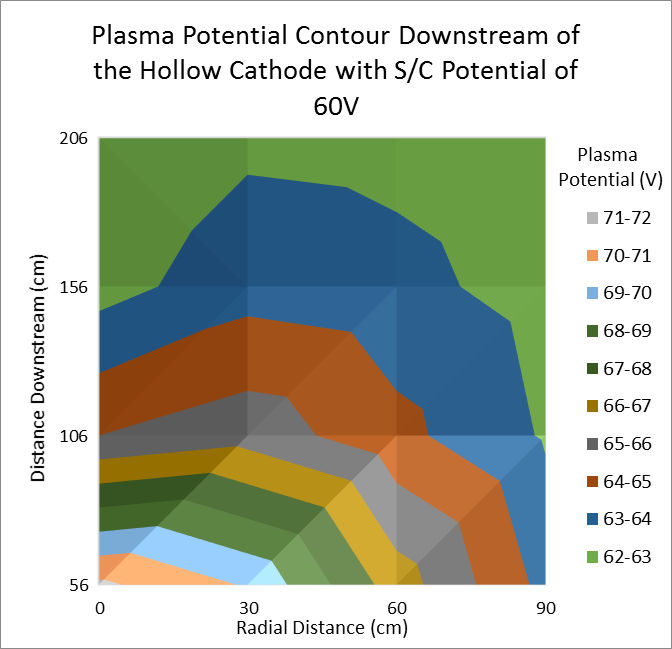 Plasma Potential Contour Downstream of
the Hollow Cathode with S/C Potential of
60V
206
156
106
56
Distance Downstream (cm)
0
30
60
90
Radial Distance (cm)
Plasma
Potential (V)
71-72
70-71
69-70
68-69
67-68
66-67
65-66
64-65
63-64
62-63